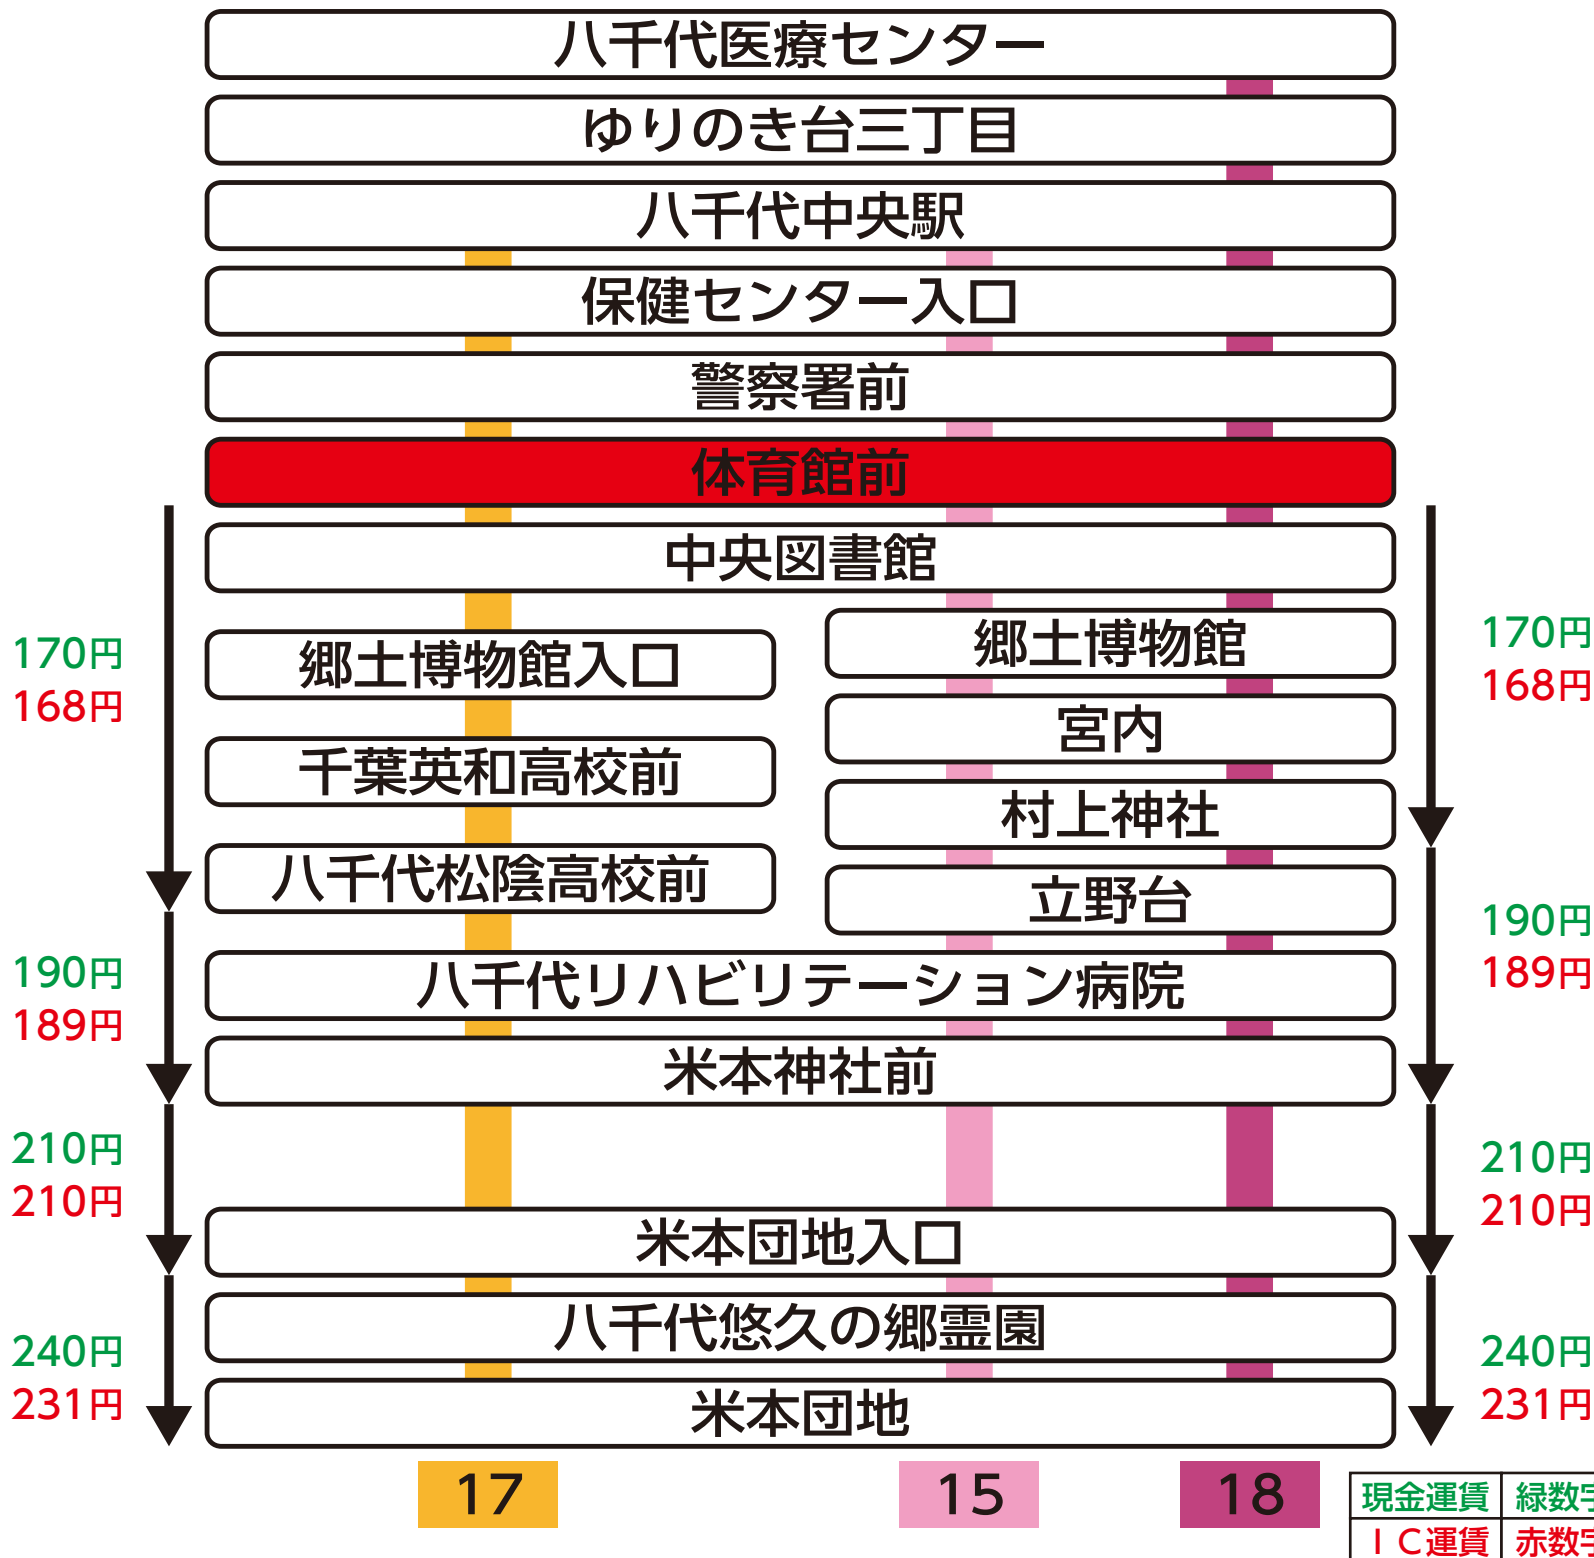 八千代医療センター
ゆりのき台三丁目
八千代中央駅
保健センター入口
警察署前
体育館前
中央図書館
170円
168円
郷土博物館入口
千葉英和高校前
八千代松陰高校前
郷土博物館
宮内
村上神社
立野台
170円
168円
190円
189円
190円
189円
八千代リハビリテーション病院
米本神社前
210円
210円
210円
210円
米本団地入口
八千代悠久の郷霊園
米本団地
240円
231円
240円
231円
17
15
18
現金運賃 緑数字
IC運賃 赤数字